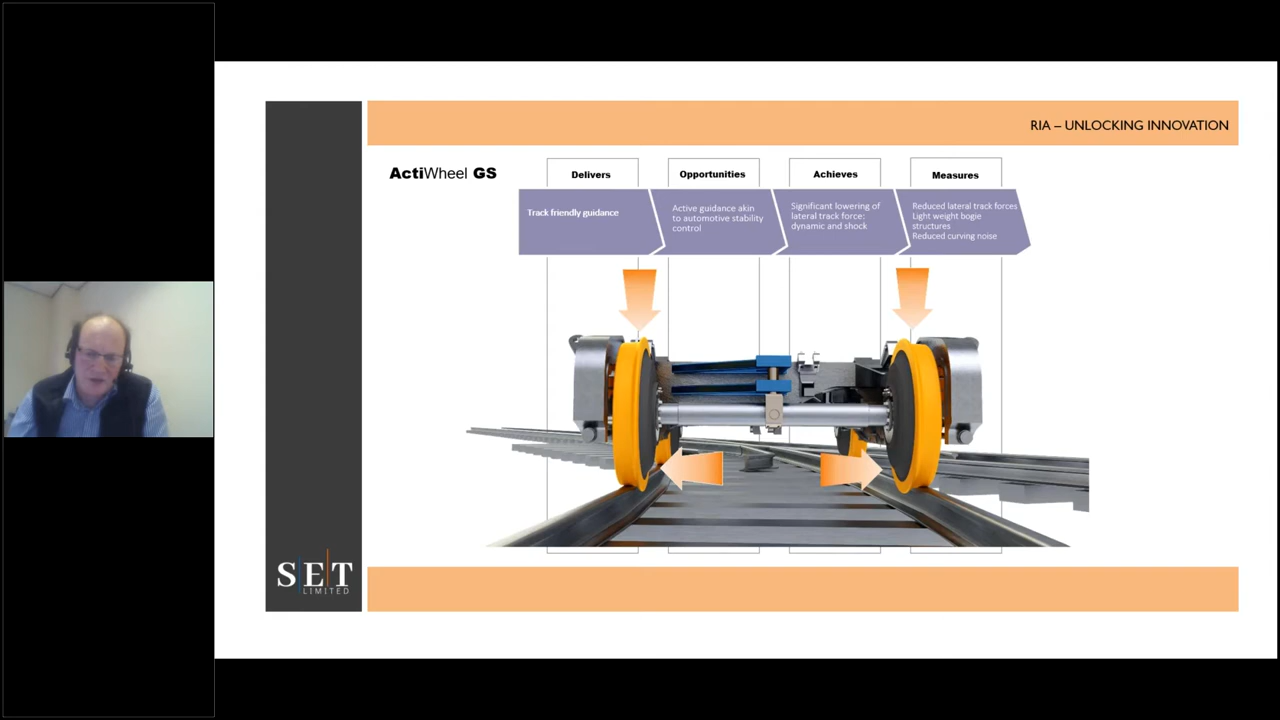 RIA – UNLOCKING INNOVATION
ActiWheel GS
Delivers
Opportunities
Achieves
Measures
Track friendly guidance
Active guidance akin
to automotive stability
control
Significant lowering of
lateral track force:
dynamic and shock
Reduced lateral track forces
Light weight bogie
structures
Reduced curving noise
SET
LIMITED